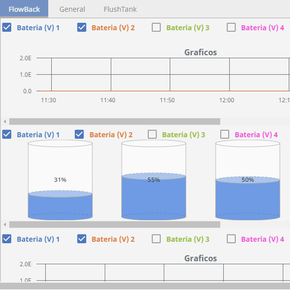 FlowBack General FlushTank
Bateria (V) 1 Bateria (V) 2 Bateria (V) 3 Bateria (V) 4
Graficos
2.0E
1.0E
0.0
11:30 11:40 11:50 12:00 12:1
Bateria (V) 1 Bateria (V) 2 Bateria (V) 3 Bateria (V) 4
31% 55% 50%
Bateria (V) 1 Bateria (V) 2 Bateria (V) 3 Bateria (V) 4
Graficos
2.0E
1.0E